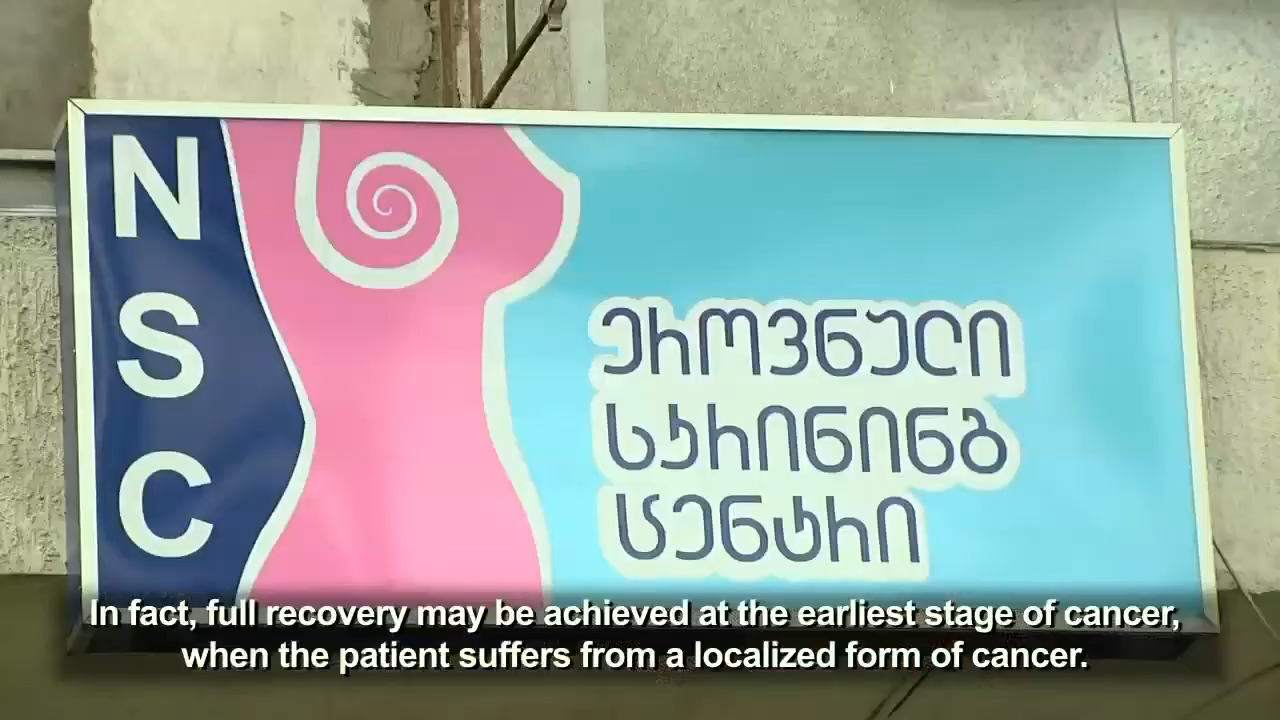 N
S
C
ეროვნული
სკრინინგ
ცენტრი
In fact, full recovery may be achieved at the earliest stage of cancer,
when the patient suffers from a localized form of cancer.